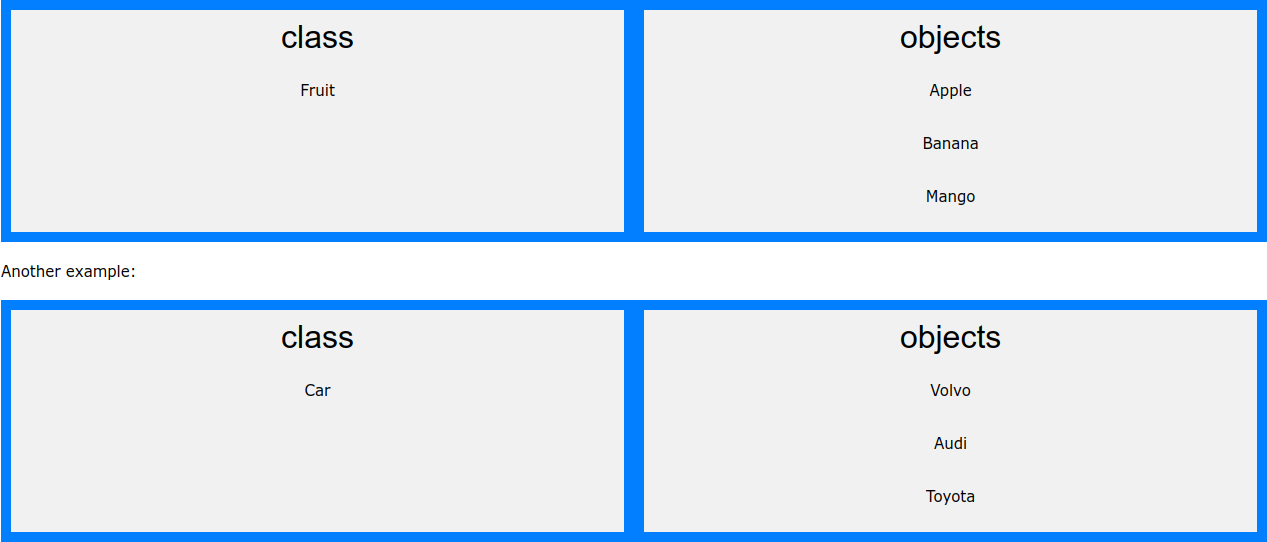 class
Fruit
objects
Apple
Banana
Mango
Another example:
class
Car
objects
Volvo
Audi
Toyota